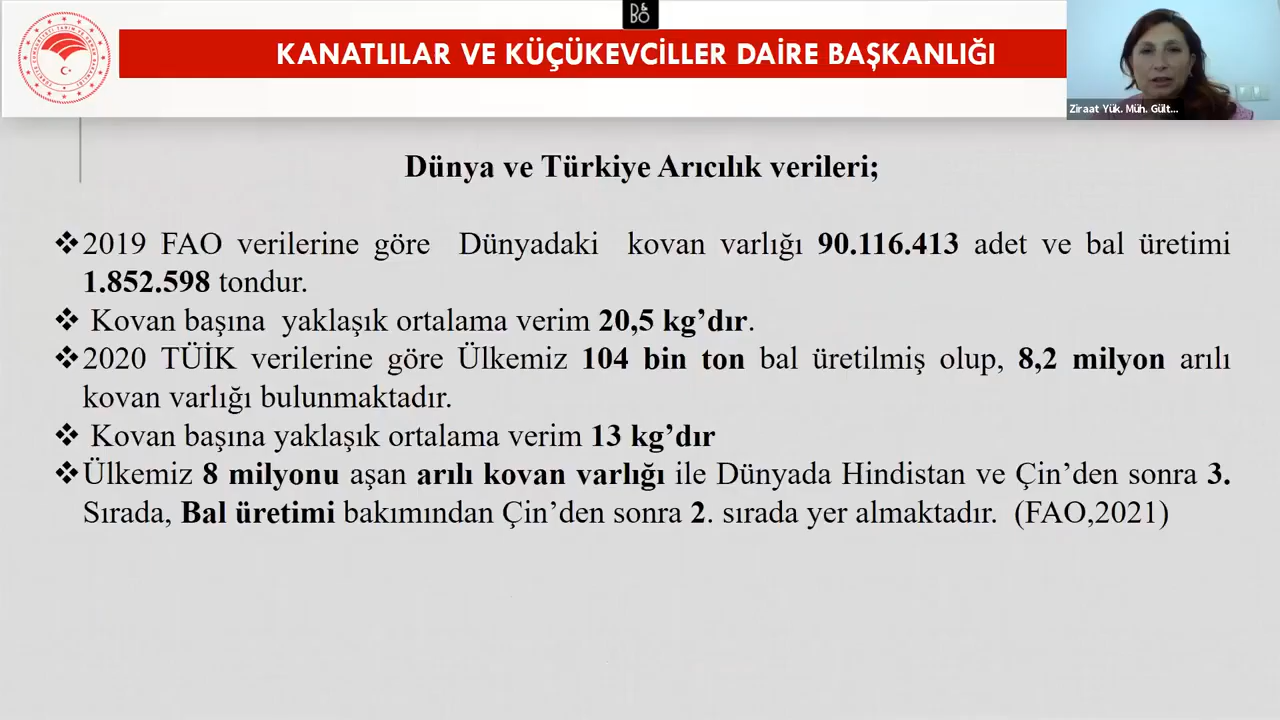 B&O
KANATLILAR VE KÜÇÜKEVCİLLER DAİRE BAŞKANLIĞI
Ziraat Yük. Müh. Gült...
Dünya ve Türkiye Arıcılık verileri;
❖2019 FAO verilerine göre Dünyadaki kovan varlığı 90.116.413 adet ve bal üretimi
1.852.598 tondur.
❖ Kovan başına yaklaşık ortalama verim 20,5 kg’dır.
❖2020 TÜİK verilerine göre Ülkemiz 104 bin ton bal üretilmiş olup, 8,2 milyon arılı
kovan varlığı bulunmaktadır.
❖ Kovan başına yaklaşık ortalama verim 13 kg’dır
❖Ülkemiz 8 milyonu aşan arılı kovan varlığı ile Dünyada Hindistan ve Çin’den sonra 3.
Sırada, Bal üretimi bakımından Çin’den sonra 2. sırada yer almaktadır. (FAO,2021)